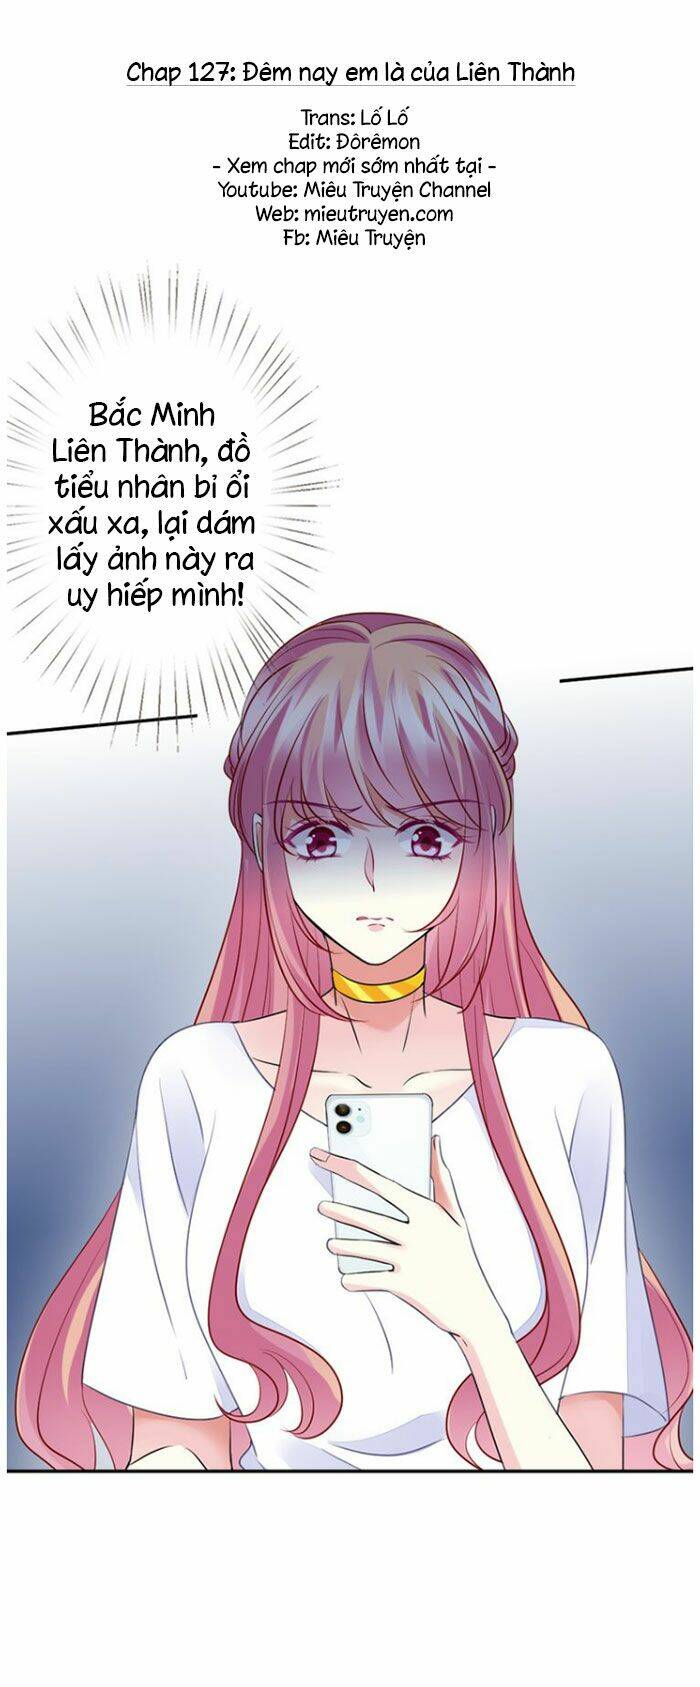 Chap 127: Đêm nay em là của Liên Thành
Trans: Lố Lố
Edit: Đôrêmon
- Xem chap mới sớm nhất tại -
Youtube: Miêu Truyện Channel
Web: mieutruyen.com
Fb: Miêu Truyện
Bắc Minh
Liên Thành, đồ
tiểu nhân bỉ ổi
xấu xa, lại dám
lấy ảnh này ra
uy hiếp mình!